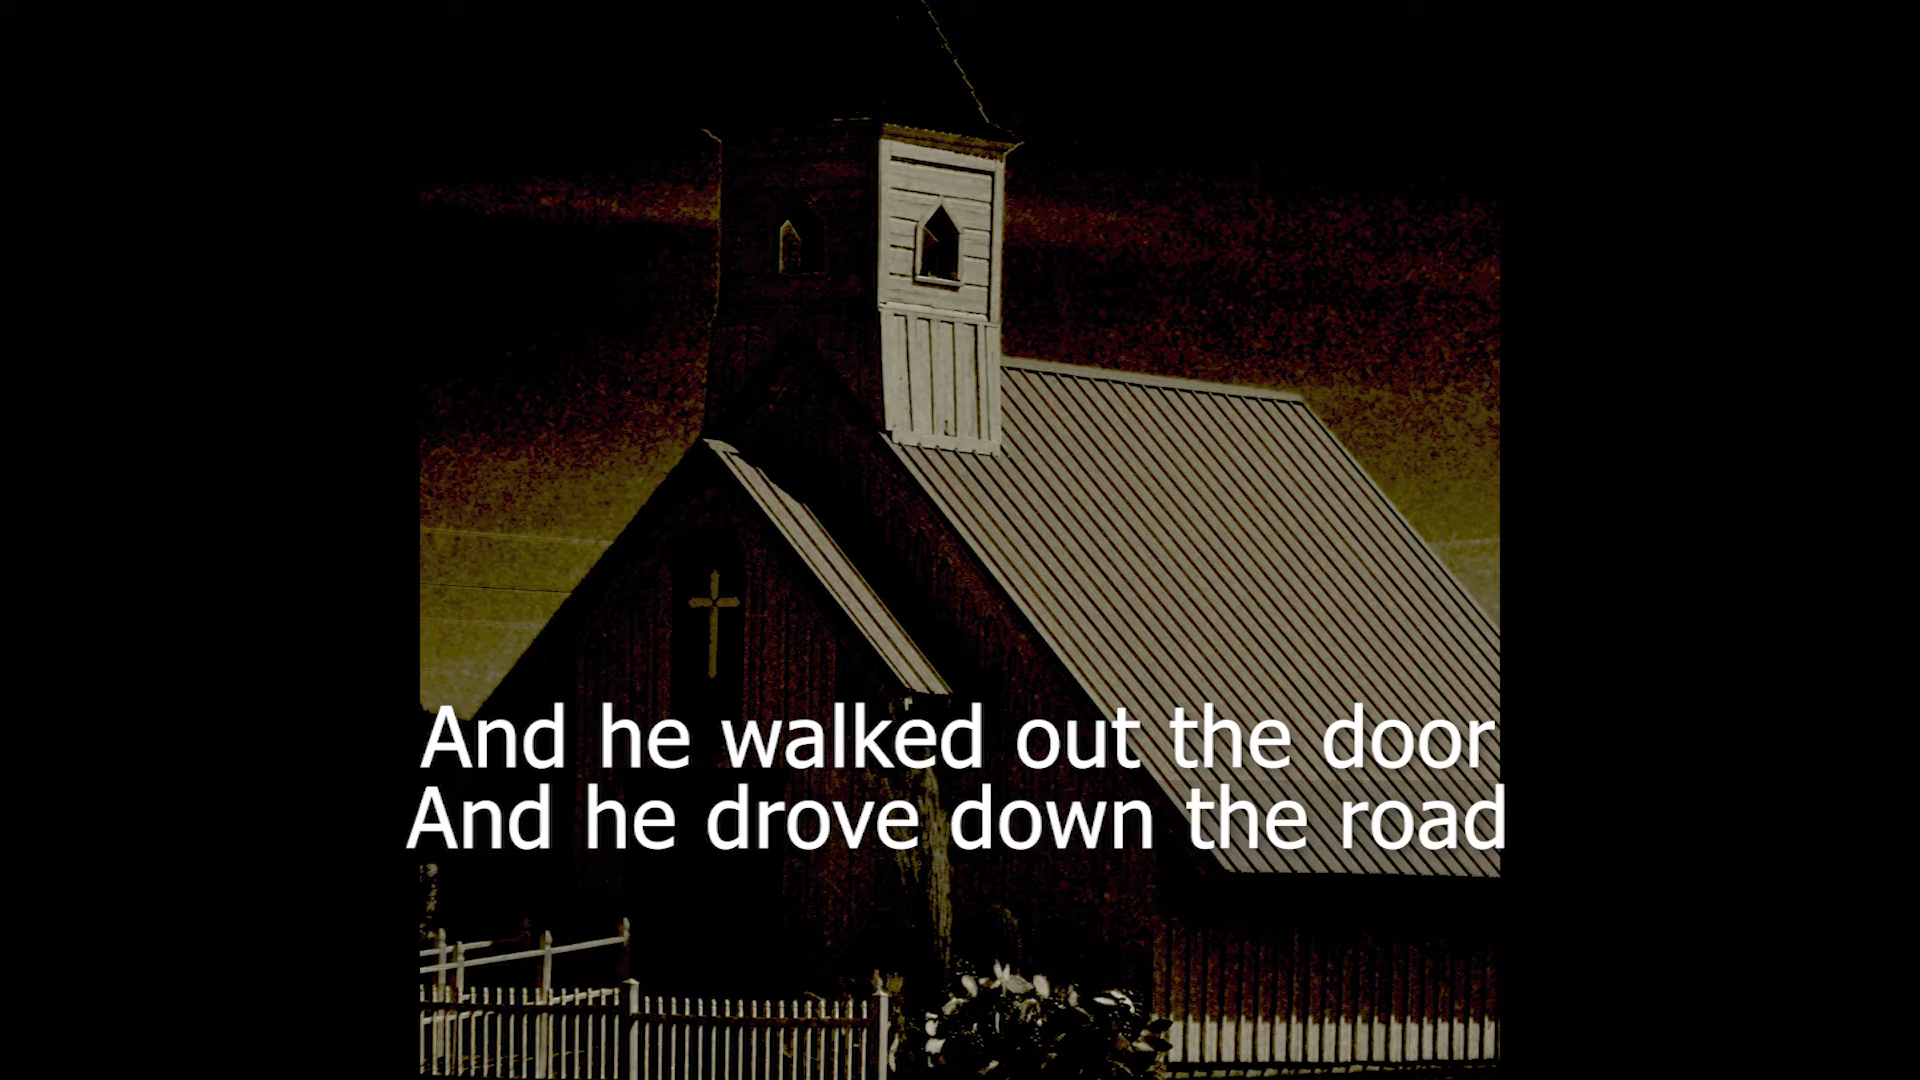 And he walked out the door
And he drove down the road